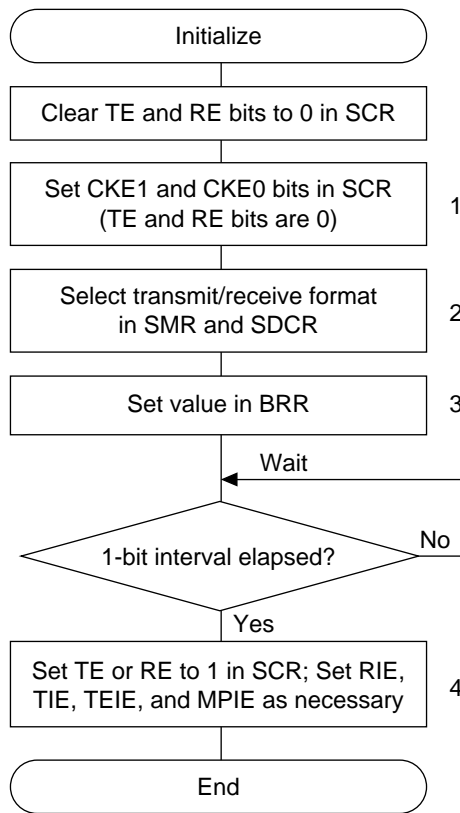 Initialize
Clear TE and RE bits to 0 in SCR
Set CKE1 and CKE0 bits in SCR
(TE and RE bits are 0)
1
Select transmit/receive format
in SMR and SDCR
2
Set value in BRR
3
Wait
1-bit interval elapsed?
No
Yes
Set TE or RE to 1 in SCR; Set RIE,
TIE, TEIE, and MPIE as necessary
4
End